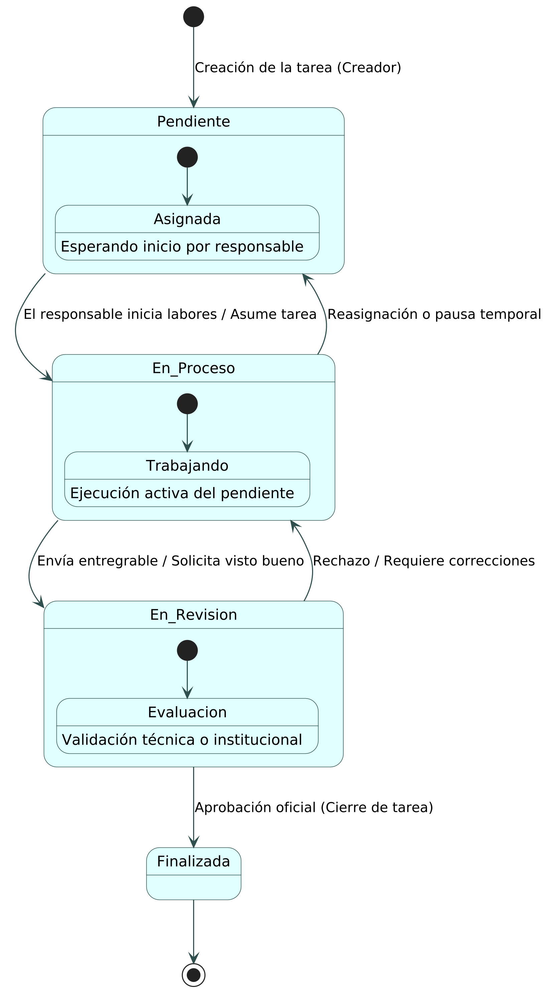 Creación de la tarea (Creador)
Pendiente
Asignada
Esperando inicio por responsable
El responsable inicia labores / Asume tarea
Reasignación o pausa temporal
En_Proceso
Trabajando
Ejecución activa del pendiente
Envía entregrable / Solicita visto bueno
Rechazo / Requiere correcciones
En_Revision
Evaluacion
Validación técnica o institucional
Aprobación oficial (Cierre de tarea)
Finalizada